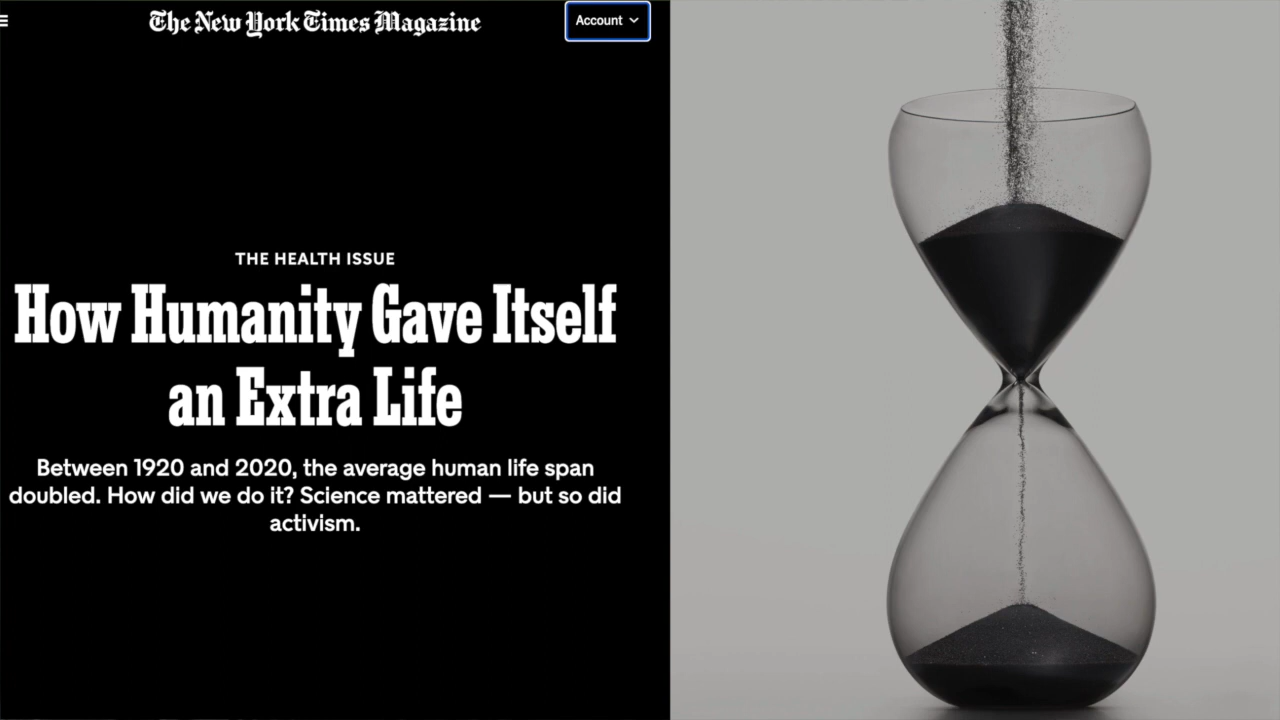 The New York Times Magazine
Account
THE HEALTH ISSUE
How Humanity Gave Itself
an Extra Life
Between 1920 and 2020, the average human life span
doubled. How did we do it? Science mattered — but so did
activism.